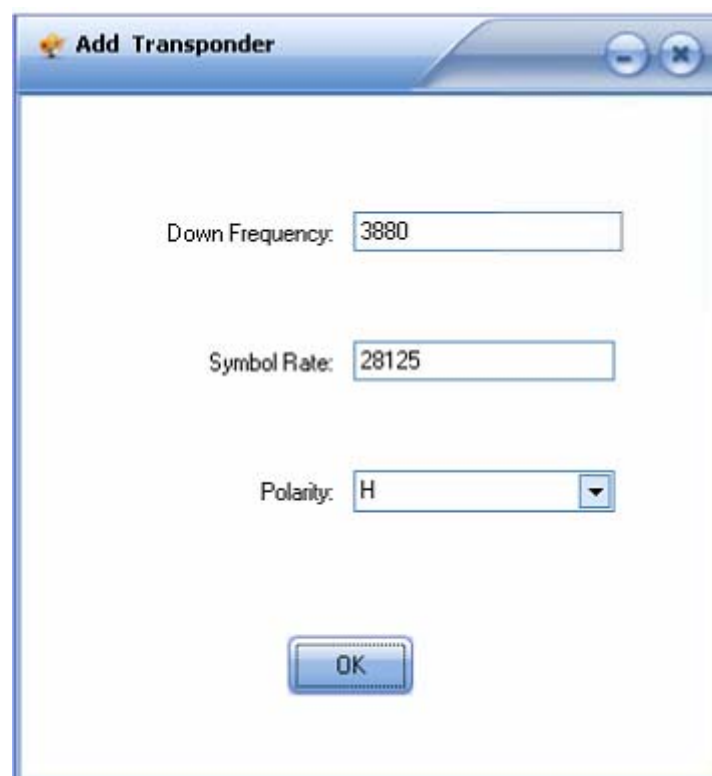 Add Transponder
Down Frequency: 3880
Symbol Rate: 28125
Polarity: H
OK